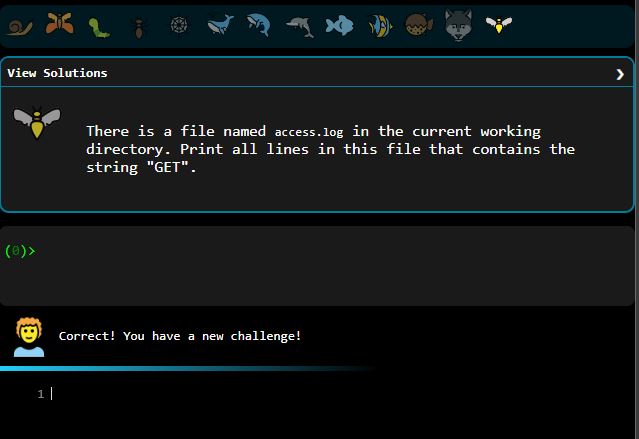 View Solutions ❯
There is a file named access.log in the current working
directory. Print all lines in this file that contains the
string "GET".
(0)>
Correct! You have a new challenge!
1